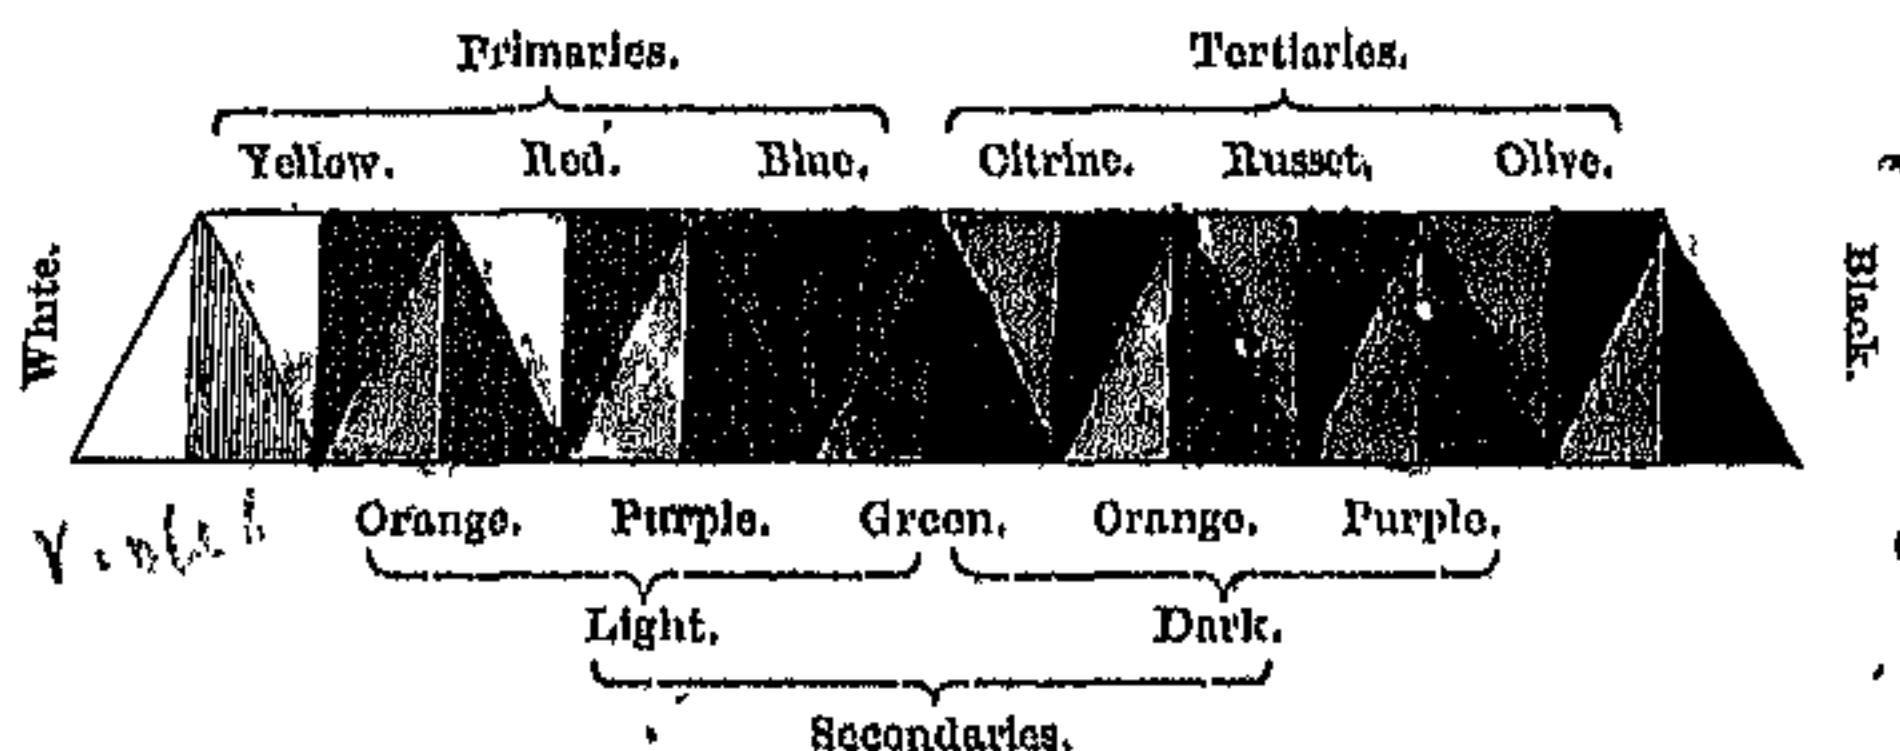 Primaries. Tertiaries.
Yellow. Red. Blue. Citrine. Russet. Olive.
White.
Black.
Orange. Purple. Green. Orange. Purple.
Light. Dark.
Secondaries.